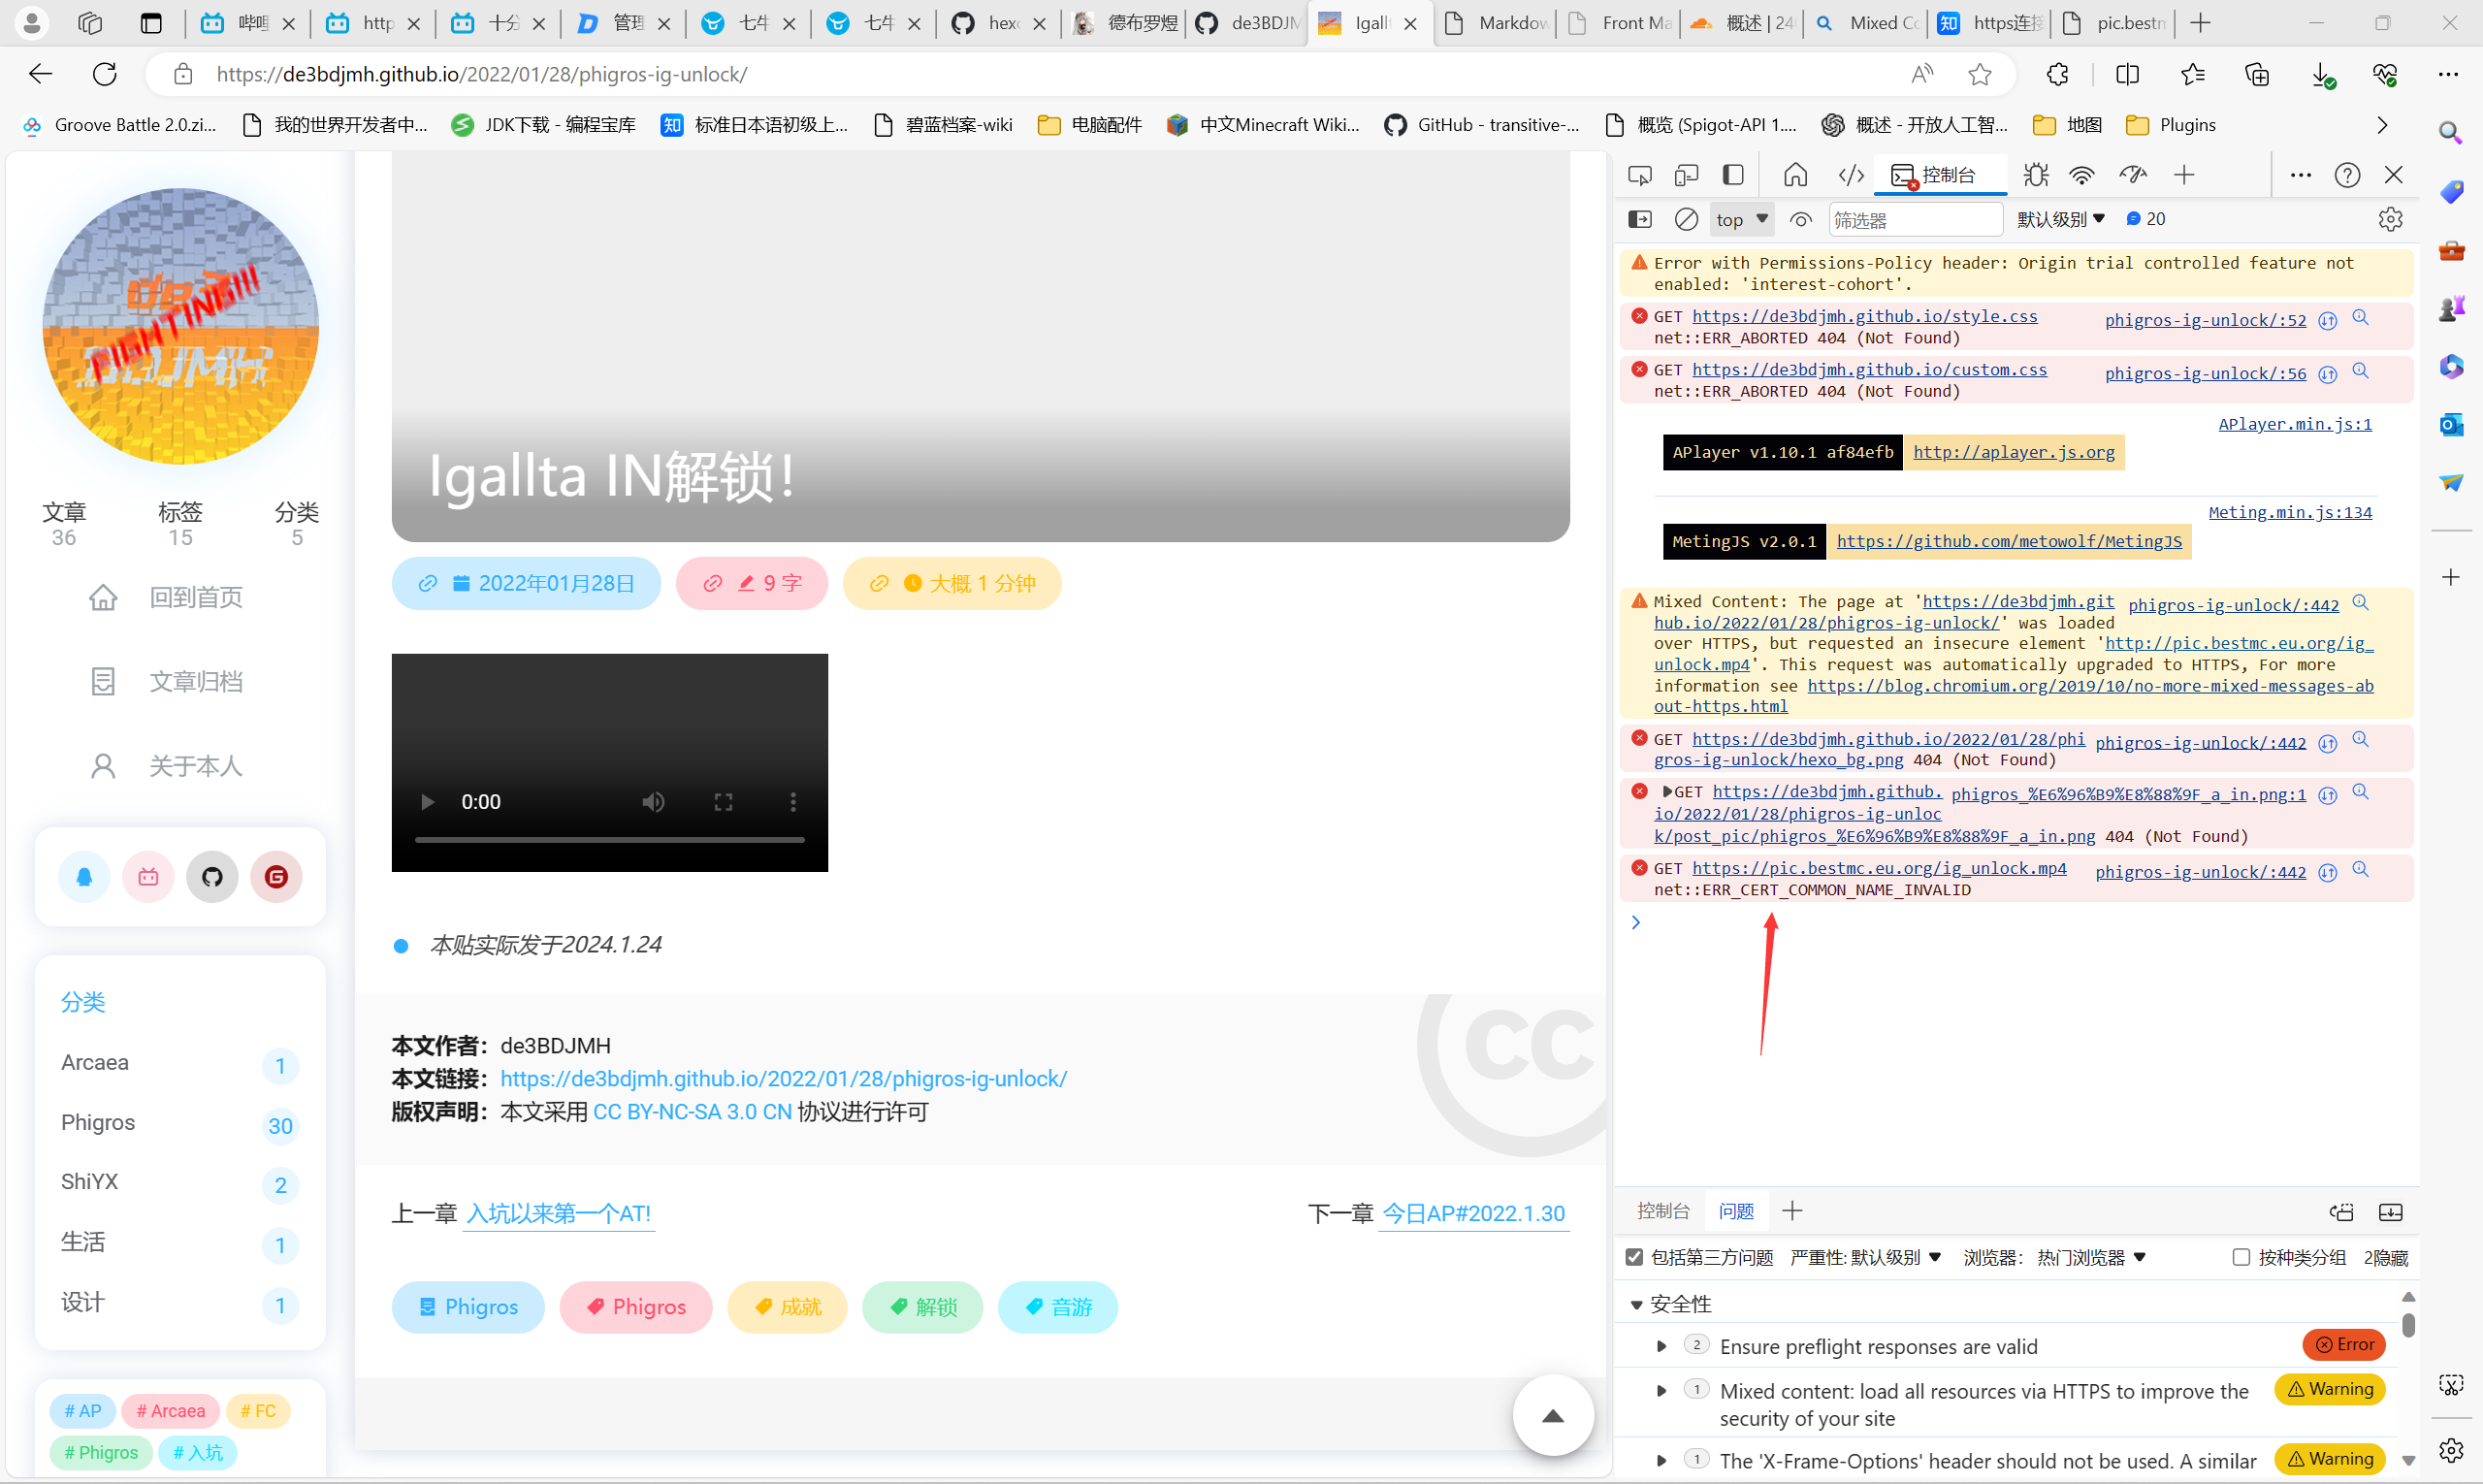 哔哩
http
十分
管理
七牛
七牛
hexo
德布罗煜
de3BDJM
Igallt
Markdow
Front Ma
概述 | 24
Mixed Co
https连接
pic.bestm
https://de3bdjmh.github.io/2022/01/28/phigros-ig-unlock/
Groove Battle 2.0.zi...
我的世界开发者中...
JDK下载 - 编程宝库
标准日本语初级上...
碧蓝档案-wiki
电脑配件
中文Minecraft Wiki...
GitHub - transitive-...
概览 (Spigot-API 1....
概述 - 开放人工智...
地图
Plugins
FIGHTING!!!
文章
标签
分类
36
15
5
回到首页
文章归档
关于本人
分类
Arcaea 1
Phigros 30
ShiYX 2
生活 1
设计 1
# AP # Arcaea # FC
# Phigros # 入坑
Igallta IN解锁!
2022年01月28日
9 字
大概 1 分钟
0:00
本贴实际发于2024.1.24
本文作者：de3BDJMH
本文链接：https://de3bdjmh.github.io/2022/01/28/phigros-ig-unlock/
版权声明：本文采用 CC BY-NC-SA 3.0 CN 协议进行许可
cc
上一章 入坑以来第一个AT!
下一章 今日AP#2022.1.30
Phigros Phigros 成就 解锁 音游
控制台
top 筛选器 默认级别 20
Error with Permissions-Policy header: Origin trial controlled feature not
enabled: 'interest-cohort'.
GET https://de3bdjmh.github.io/style.css phigros-ig-unlock/:52
net::ERR_ABORTED 404 (Not Found)
GET https://de3bdjmh.github.io/custom.css phigros-ig-unlock/:56
net::ERR_ABORTED 404 (Not Found)
APlayer.min.js:1
APlayer v1.10.1 af84efb http://aplayer.js.org
Meting.min.js:134
MetingJS v2.0.1 https://github.com/metowolf/MetingJS
Mixed Content: The page at 'https://de3bdjmh.git phigros-ig-unlock/:442
hub.io/2022/01/28/phigros-ig-unlock/' was loaded
over HTTPS, but requested an insecure element 'http://pic.bestmc.eu.org/ig_
unlock.mp4'. This request was automatically upgraded to HTTPS, For more
information see https://blog.chromium.org/2019/10/no-more-mixed-messages-ab
out-https.html
GET https://de3bdjmh.github.io/2022/01/28/phi phigros-ig-unlock/:442
gros-ig-unlock/hexo_bg.png 404 (Not Found)
GET https://de3bdjmh.github. phigros_%E6%96%B9%E8%88%9F_a_in.png:1
io/2022/01/28/phigros-ig-unloc
k/post_pic/phigros_%E6%96%B9%E8%88%9F_a_in.png 404 (Not Found)
GET https://pic.bestmc.eu.org/ig_unlock.mp4 phigros-ig-unlock/:442
net::ERR_CERT_COMMON_NAME_INVALID
控制台 问题
包括第三方问题 严重性: 默认级别 浏览器： 热门浏览器 按种类分组 2隐藏
安全性
2 Ensure preflight responses are valid Error
1 Mixed content: load all resources via HTTPS to improve the Warning
security of your site
1 The 'X-Frame-Options' header should not be used. A similar Warning